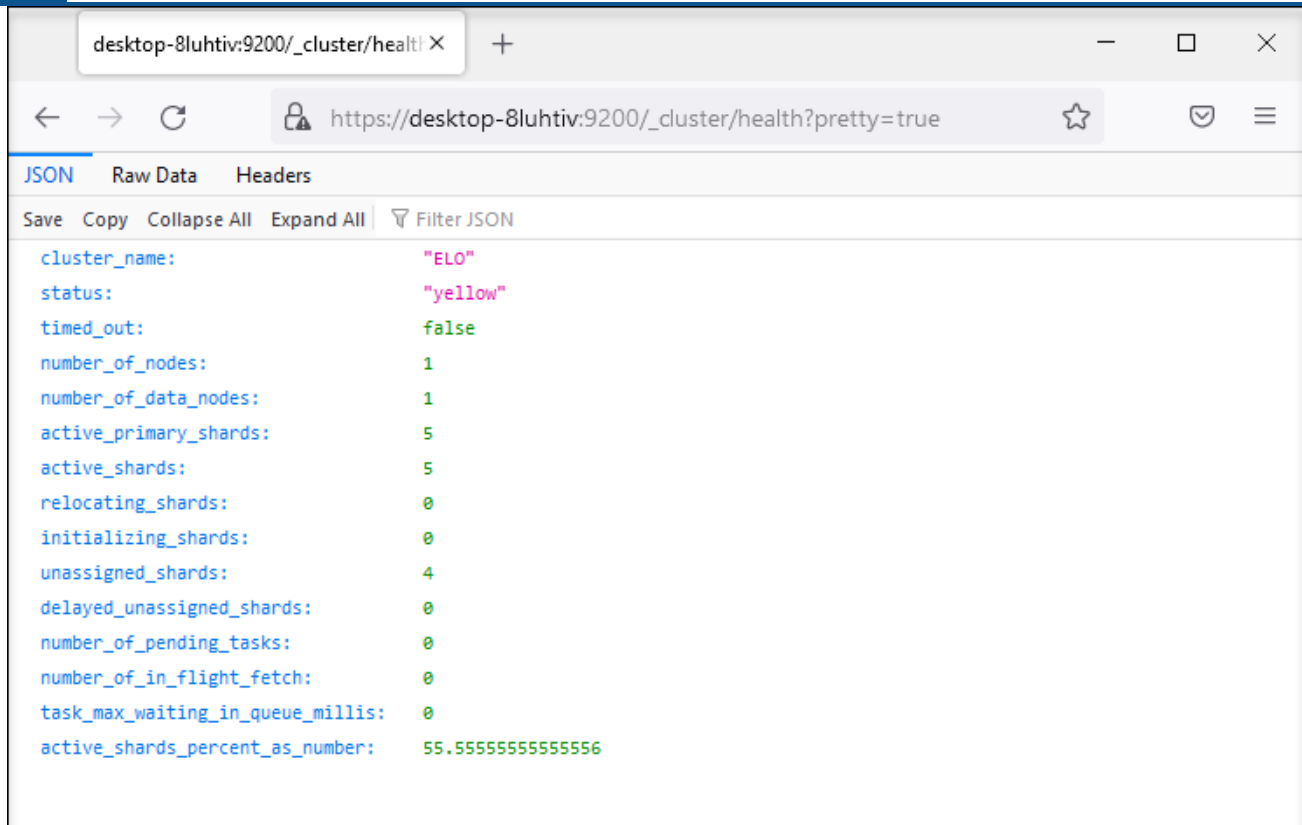 desktop-8luhtiv:9200/_cluster/healt
https://desktop-8luhtiv:9200/_cluster/health?pretty=true
JSON Raw Data Headers
Save Copy Collapse All Expand All Filter JSON
cluster_name: "ELO"
status: "yellow"
timed_out: false
number_of_nodes: 1
number_of_data_nodes: 1
active_primary_shards: 5
active_shards: 5
relocating_shards: 0
initializing_shards: 0
unassigned_shards: 4
delayed_unassigned_shards: 0
number_of_pending_tasks: 0
number_of_in_flight_fetch: 0
task_max_waiting_in_queue_millis: 0
active_shards_percent_as_number: 55.55555555555556